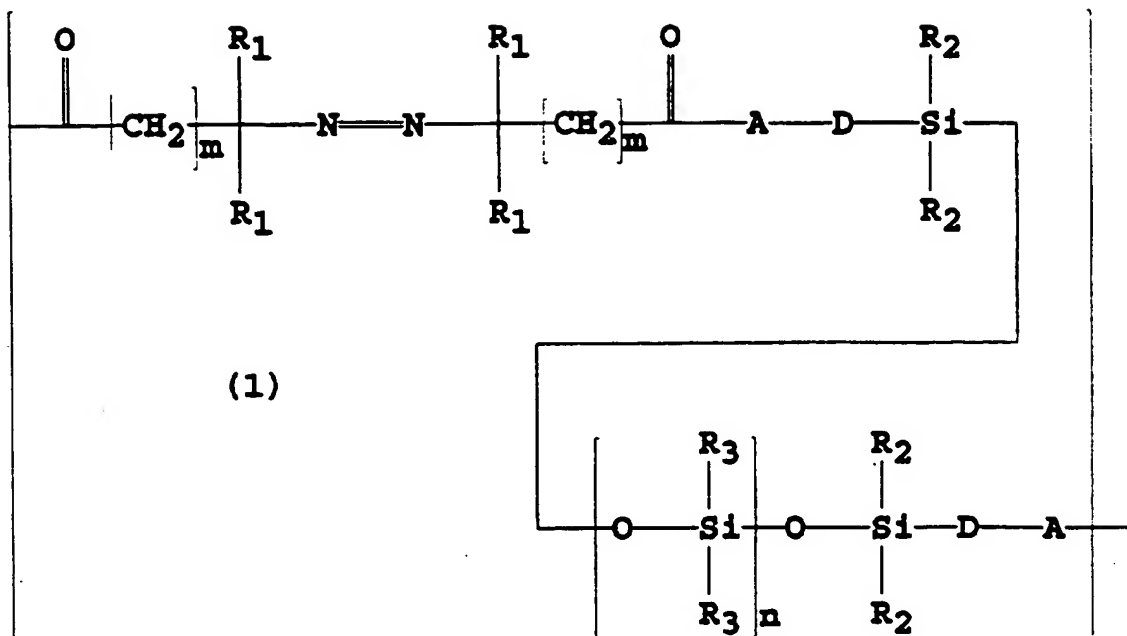 O R₁ R₁ O R₂
CH₂ m N N CH₂ m A D Si
R₁ R₁ R₂
(1)
R₃ R₂
O Si n O Si D A
R₃ R₂